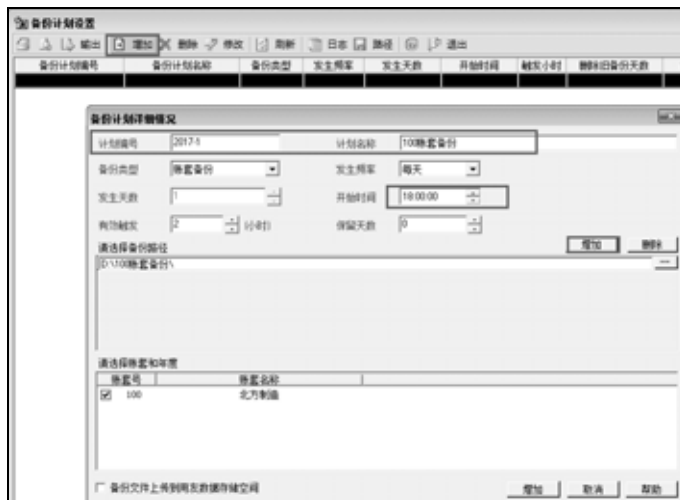 备份计划设置
输出 增加 删除 修改 刷新 日志 路径 退出
备份计划编号 备份计划名称 备份类型 发生频率 发生天数 开始时间 触发小时 删除旧备份天数
备份计划详细情况
计划编号 2017-1 计划名称 100账套备份
备份类型 账套备份 发生频率 每天
发生天数 1 开始时间 18:00:00
有效触发 2 (小时) 保留天数 0
请选择备份路径 增加 删除
D:\100账套备份\
请选择账套和年度
账套号 账套名称
100 北方制造
备份文件上传到用友数据存储空间
增加 取消 帮助